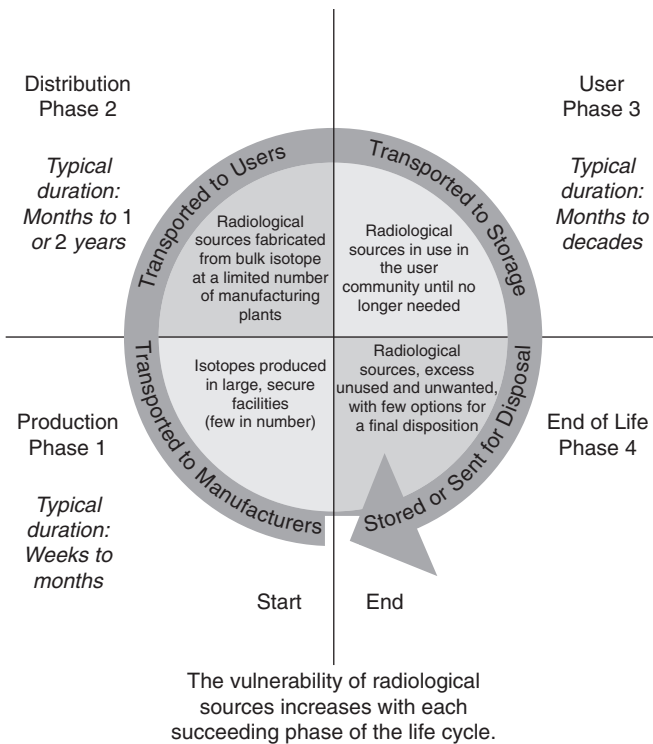 Distribution
Phase 2
Typical
duration:
Months to 1
or 2 years
User
Phase 3
Typical
duration:
Months to
decades
Transported to Users
Transported to Storage
Radiological
sources fabricated
from bulk isotope
at a limited number
of manufacturing
plants
Radiological
sources in use in
the user
community until no
longer needed
Production
Phase 1
Typical
duration:
Weeks to
months
Transported to Manufacturers
Isotopes produced
in large, secure
facilities
(few in number)
Radiological
sources, excess
unused and unwanted,
with few options for
a final disposition
Stored or Sent for Disposal
End of Life
Phase 4
Start
End
The vulnerability of radiological
sources increases with each
succeeding phase of the life cycle.